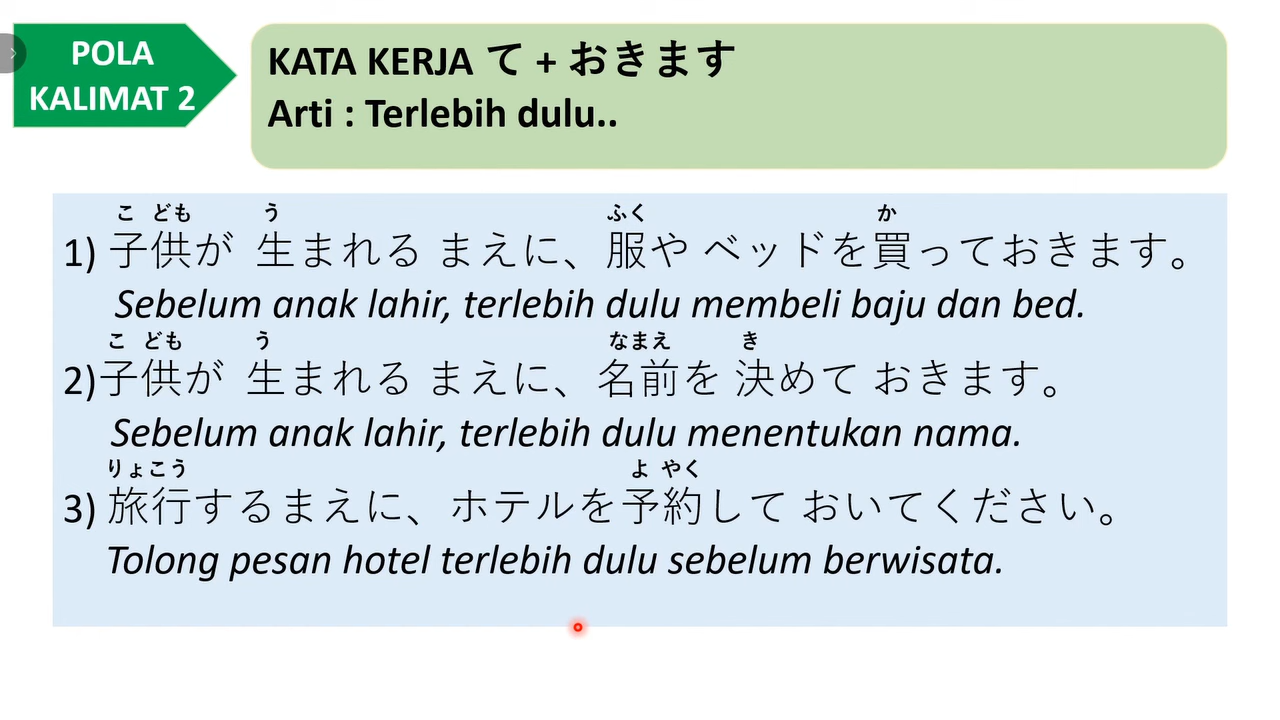 POLA
KALIMAT 2
KATA KERJA て + おきます
Arti : Terlebih dulu..
こ ども う ふく か
1) 子供が 生まれる まえに、服や ベッドを買っておきます。
Sebelum anak lahir, terlebih dulu membeli baju dan bed.
こ ども う なまえ き
2)子供が 生まれる まえに、名前を 決めて おきます。
Sebelum anak lahir, terlebih dulu menentukan nama.
りょこう よ やく
3) 旅行するまえに、ホテルを予約して おいてください。
Tolong pesan hotel terlebih dulu sebelum berwisata.